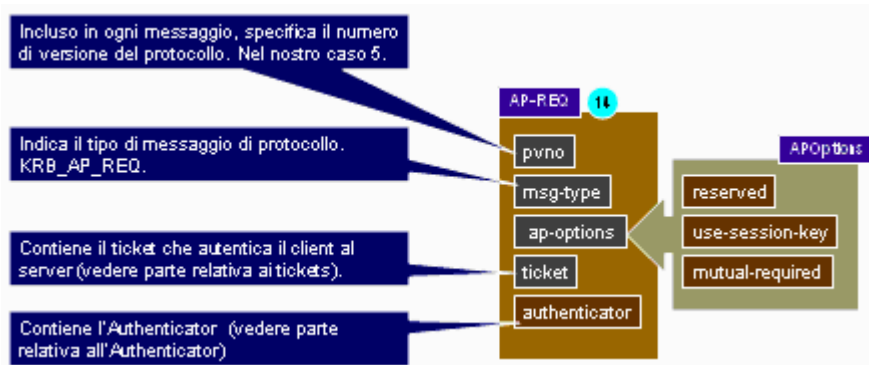 Incluso in ogni messaggio, specifica il numero
di versione del protocollo. Nel nostro caso 5.
AP-REQ 14
Indica il tipo di messaggio di protocollo.
KRB_AP_REQ.
pvno
msg-type
ap-options
ticket
authenticator
APOptions
reserved
use-session-key
mutual-required
Contiene il ticket che autentica il client al
server (vedere parte relativa ai tickets).
Contiene l'Authenticator (vedere parte
relativa all'Authenticator)